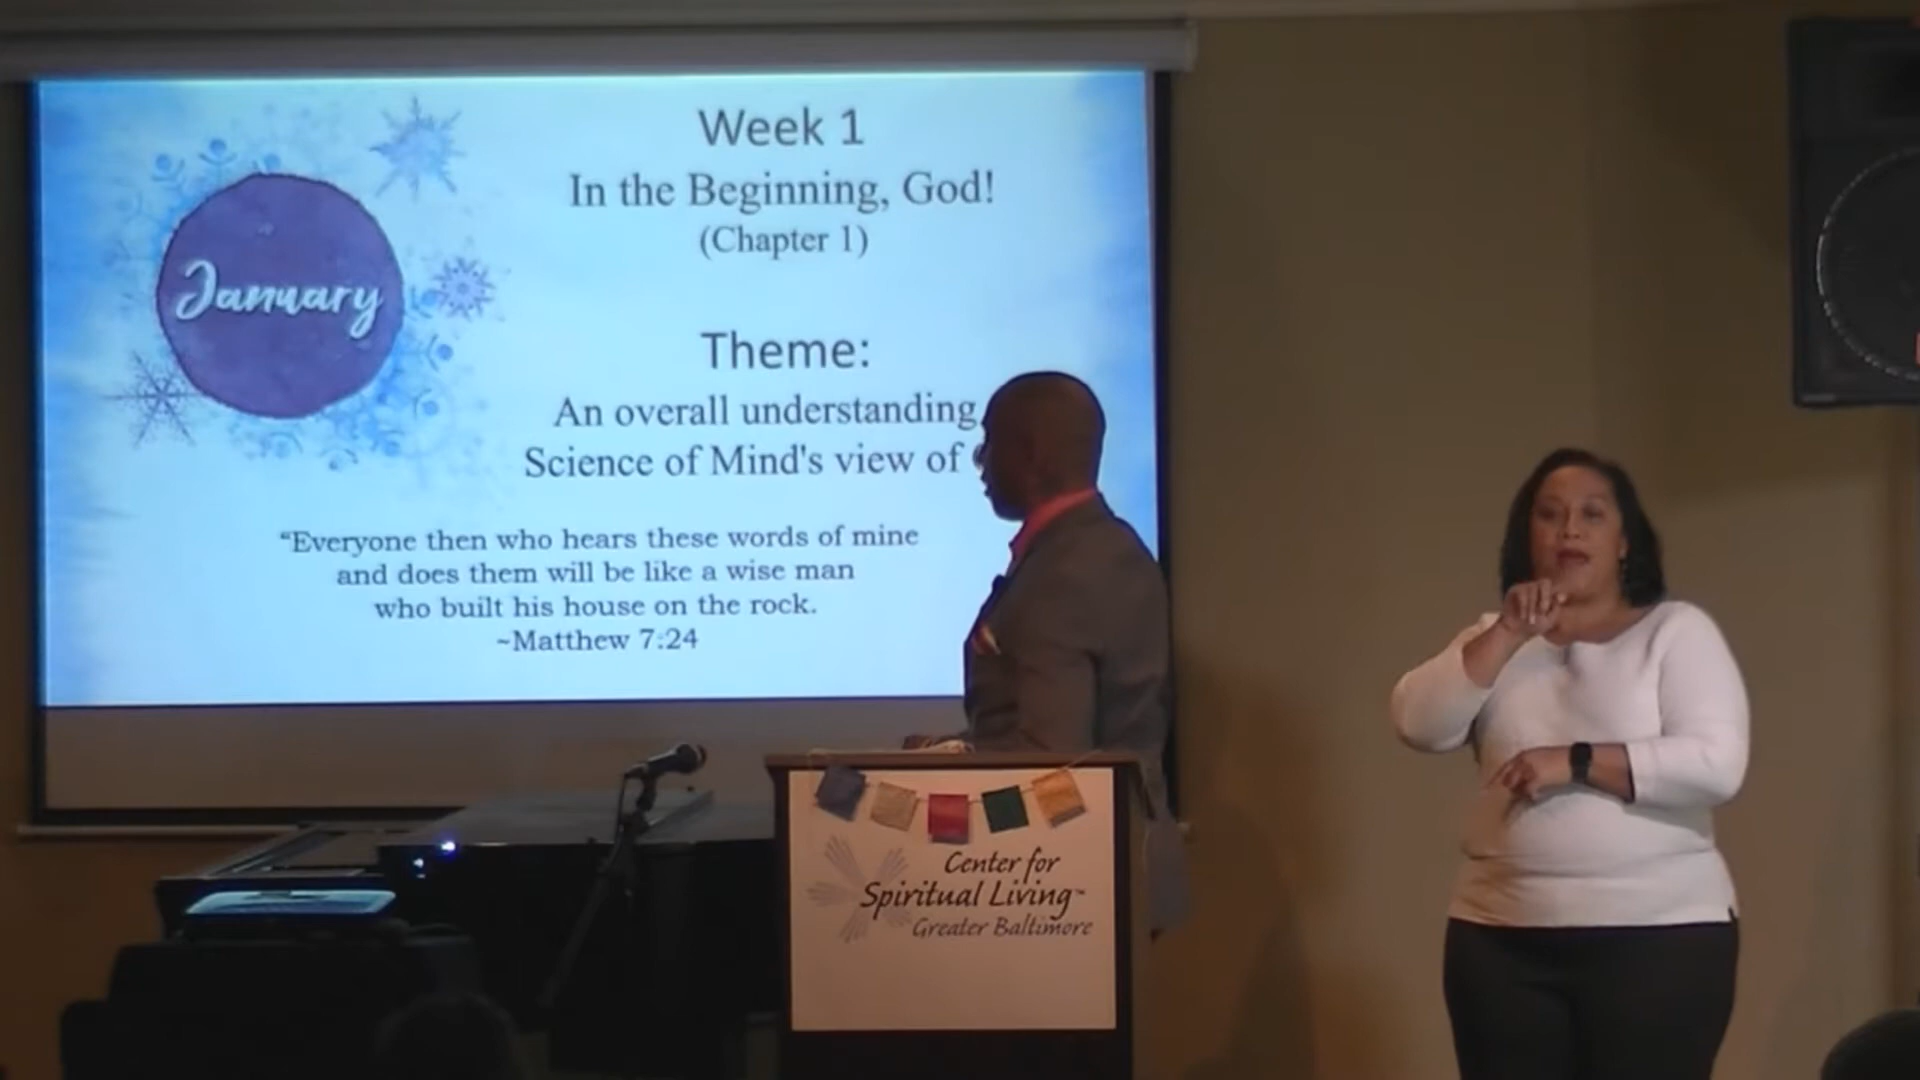 January
Week 1
In the Beginning, God!
(Chapter 1)
Theme:
An overall understanding
Science of Mind's view of
“Everyone then who hears these words of mine
and does them will be like a wise man
who built his house on the rock.
~Matthew 7:24
Center for
Spiritual Living™
Greater Baltimore